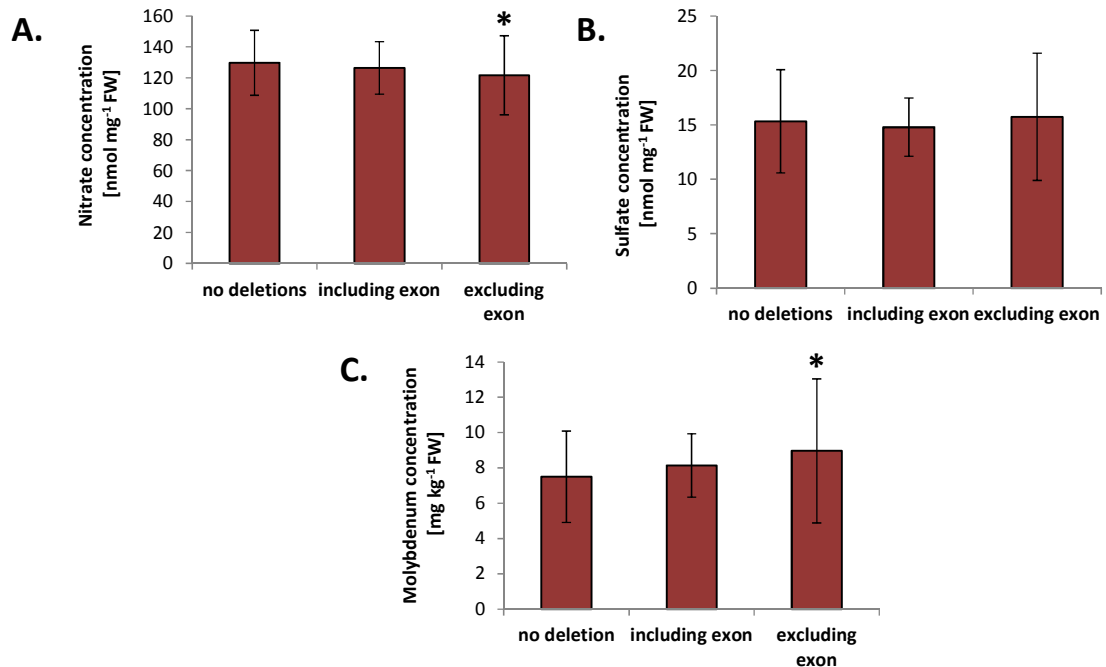 A.
Nitrate concentration
[nmol mg-1 FW]
160
140
120
100
80
60
40
20
0
*
no deletions
including exon
excluding
exon
B.
Sulfate concentration
[nmol mg-1 FW]
25
20
15
10
5
0
no deletions
including exon
excluding exon
C.
Molybdenum concentration
[mg kg-1 FW]
14
12
10
8
6
4
2
0
*
no deletion
including exon
excluding
exon